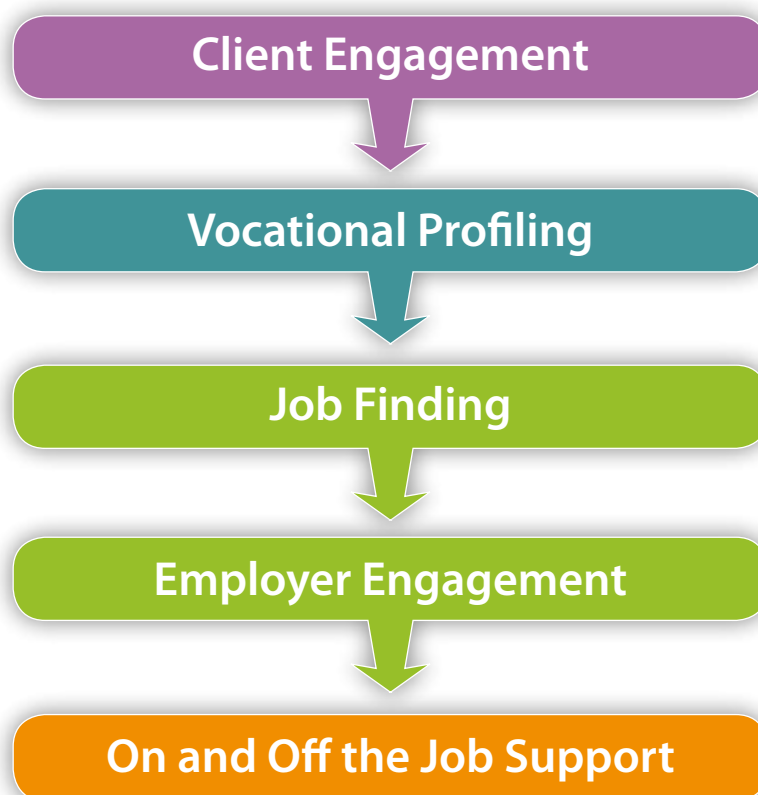 Client Engagement
Vocational Profiling
Job Finding
Employer Engagement
On and Off the Job Support